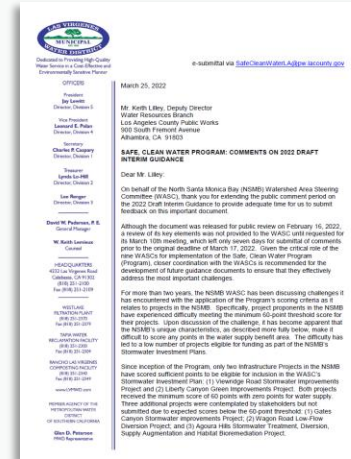 LAS VIRGENES
MUNICIPAL
WATER DISTRICT
Dedicated to Providing High-Quality
Water Service in a Cost-Effective and
Environmentally Sensitive Manner
OFFICERS
President
Jay Lewitt
Director, Division 5
Vice President
Leonard E. Polan
Director, Division 4
Secretary
Charles P. Caspary
Director, Division 1
Treasurer
Lynda Lo-Hill
Director, Division 2
Lee Renger
Director, Division 3
David W. Pedersen, P. E.
General Manager
W. Keith Lemieux
Counsel
HEADQUARTERS
4232 Las Virgenes Road
Calabasas, CA 91302
(818) 251-2100
Fax (818) 251-2109
WESTLAKE
FILTRATION PLANT
(818) 251-2370
Fax (818) 251-2379
TAPIA WATER
RECLAMATION FACILITY
(818) 251-2300
Fax (818) 251-2309
RANCHO LAS VIRGENES
COMPOSTING FACILITY
(818) 251-2340
Fax (818) 251-2349
www.LVMWD.com
MEMBER AGENCY OF THE
METROPOLITAN WATER
DISTRICT
OF SOUTHERN CALIFORNIA
Glen D. Peterson
MWD Representative
e-submittal via SafeCleanWaterLA@pw.lacounty.gov
March 25, 2022
Mr. Keith Lilley, Deputy Director
Water Resources Branch
Los Angeles County Public Works
900 South Fremont Avenue
Alhambra, CA 91803
SAFE, CLEAN WATER PROGRAM: COMMENTS ON 2022 DRAFT
INTERIM GUIDANCE
Dear Mr. Lilley:
On behalf of the North Santa Monica Bay (NSMB) Watershed Area Steering
Committee (WASC), thank you for extending the public comment period on
the 2022 Draft Interim Guidance to provide adequate time for us to submit
feedback on this important document.
Although the document was released for public review on February 16, 2022,
a review of its key elements was not provided to the WASC until requested for
its March 10th meeting, which left only seven days for submittal of comments
prior to the original deadline of March 17, 2022. Given the critical role of the
nine WASCs for implementation of the Safe, Clean Water Program
(Program), closer coordination with the WASCs is recommended for the
development of future guidance documents to ensure that they effectively
address the most important challenges.
For more than two years, the NSMB WASC has been discussing challenges it
has encountered with the application of the Program's scoring criteria as it
relates to projects in the NSMB. Specifically, project proponents in the NSMB
have experienced difficulty meeting the minimum 60-point threshold score for
their projects. Upon discussion of the challenge, it has become apparent that
the NSMB's unique characteristics, as described more fully below, make it
difficult to score any points in the water supply benefit area. The difficulty has
led to a low number of projects eligible for funding as part of the NSMB's
Stormwater Investment Plans.
Since inception of the Program, only two Infrastructure Projects in the NSMB
have scored sufficient points to be eligible for inclusion in the WASC's
Stormwater Investment Plan: (1) Viewridge Road Stormwater Improvements
Project and (2) Liberty Canyon Green Improvements Project. Both projects
received the minimum score of 60 points with zero points for water supply.
Three additional projects were contemplated by stakeholders but not
submitted due to expected scores below the 60-point threshold: (1) Gates
Canyon Stormwater Improvements Project; (2) Wagon Road Low-Flow
Diversion Project; and (3) Agoura Hills Stormwater Treatment, Diversion,
Supply Augmentation and Habitat Bioremediation Project.